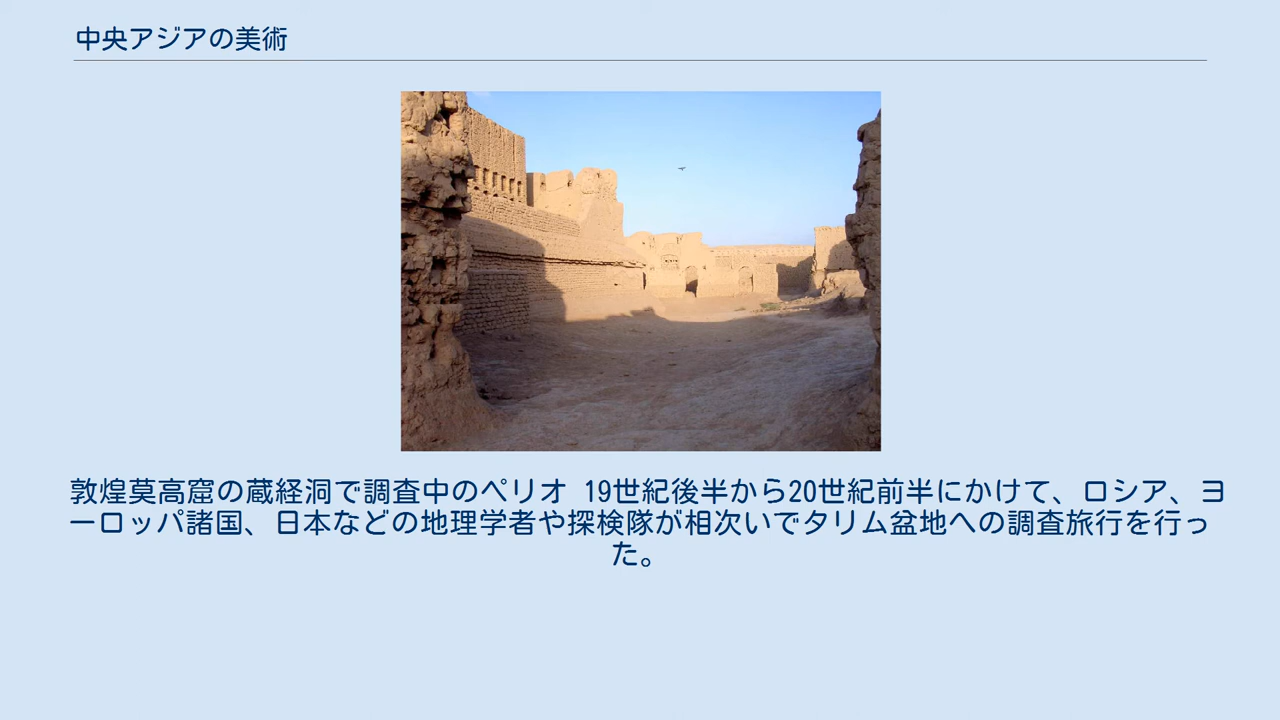 中央アジアの美術
敦煌莫高窟の蔵経洞で調査中のペリオ 19世紀後半から20世紀前半にかけて、ロシア、ヨ
ーロッパ諸国、日本などの地理学者や探検隊が相次いでタリム盆地への調査旅行を行っ
た。